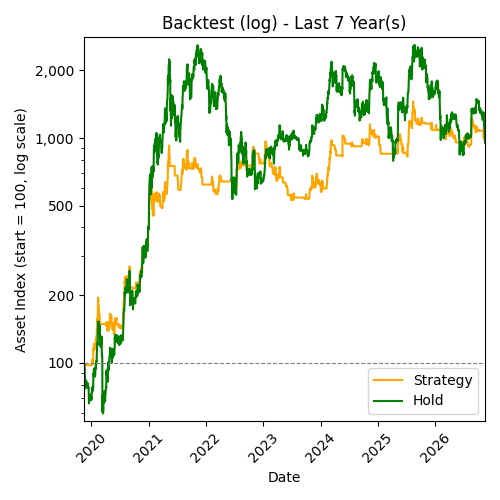 Backtest (log) - Last 7 Year(s)
Asset Index (start = 100, log scale)
2,000
1,000
500
200
100
Strategy
Hold
2020
2021
2022
2023
2024
2025
2026
Date